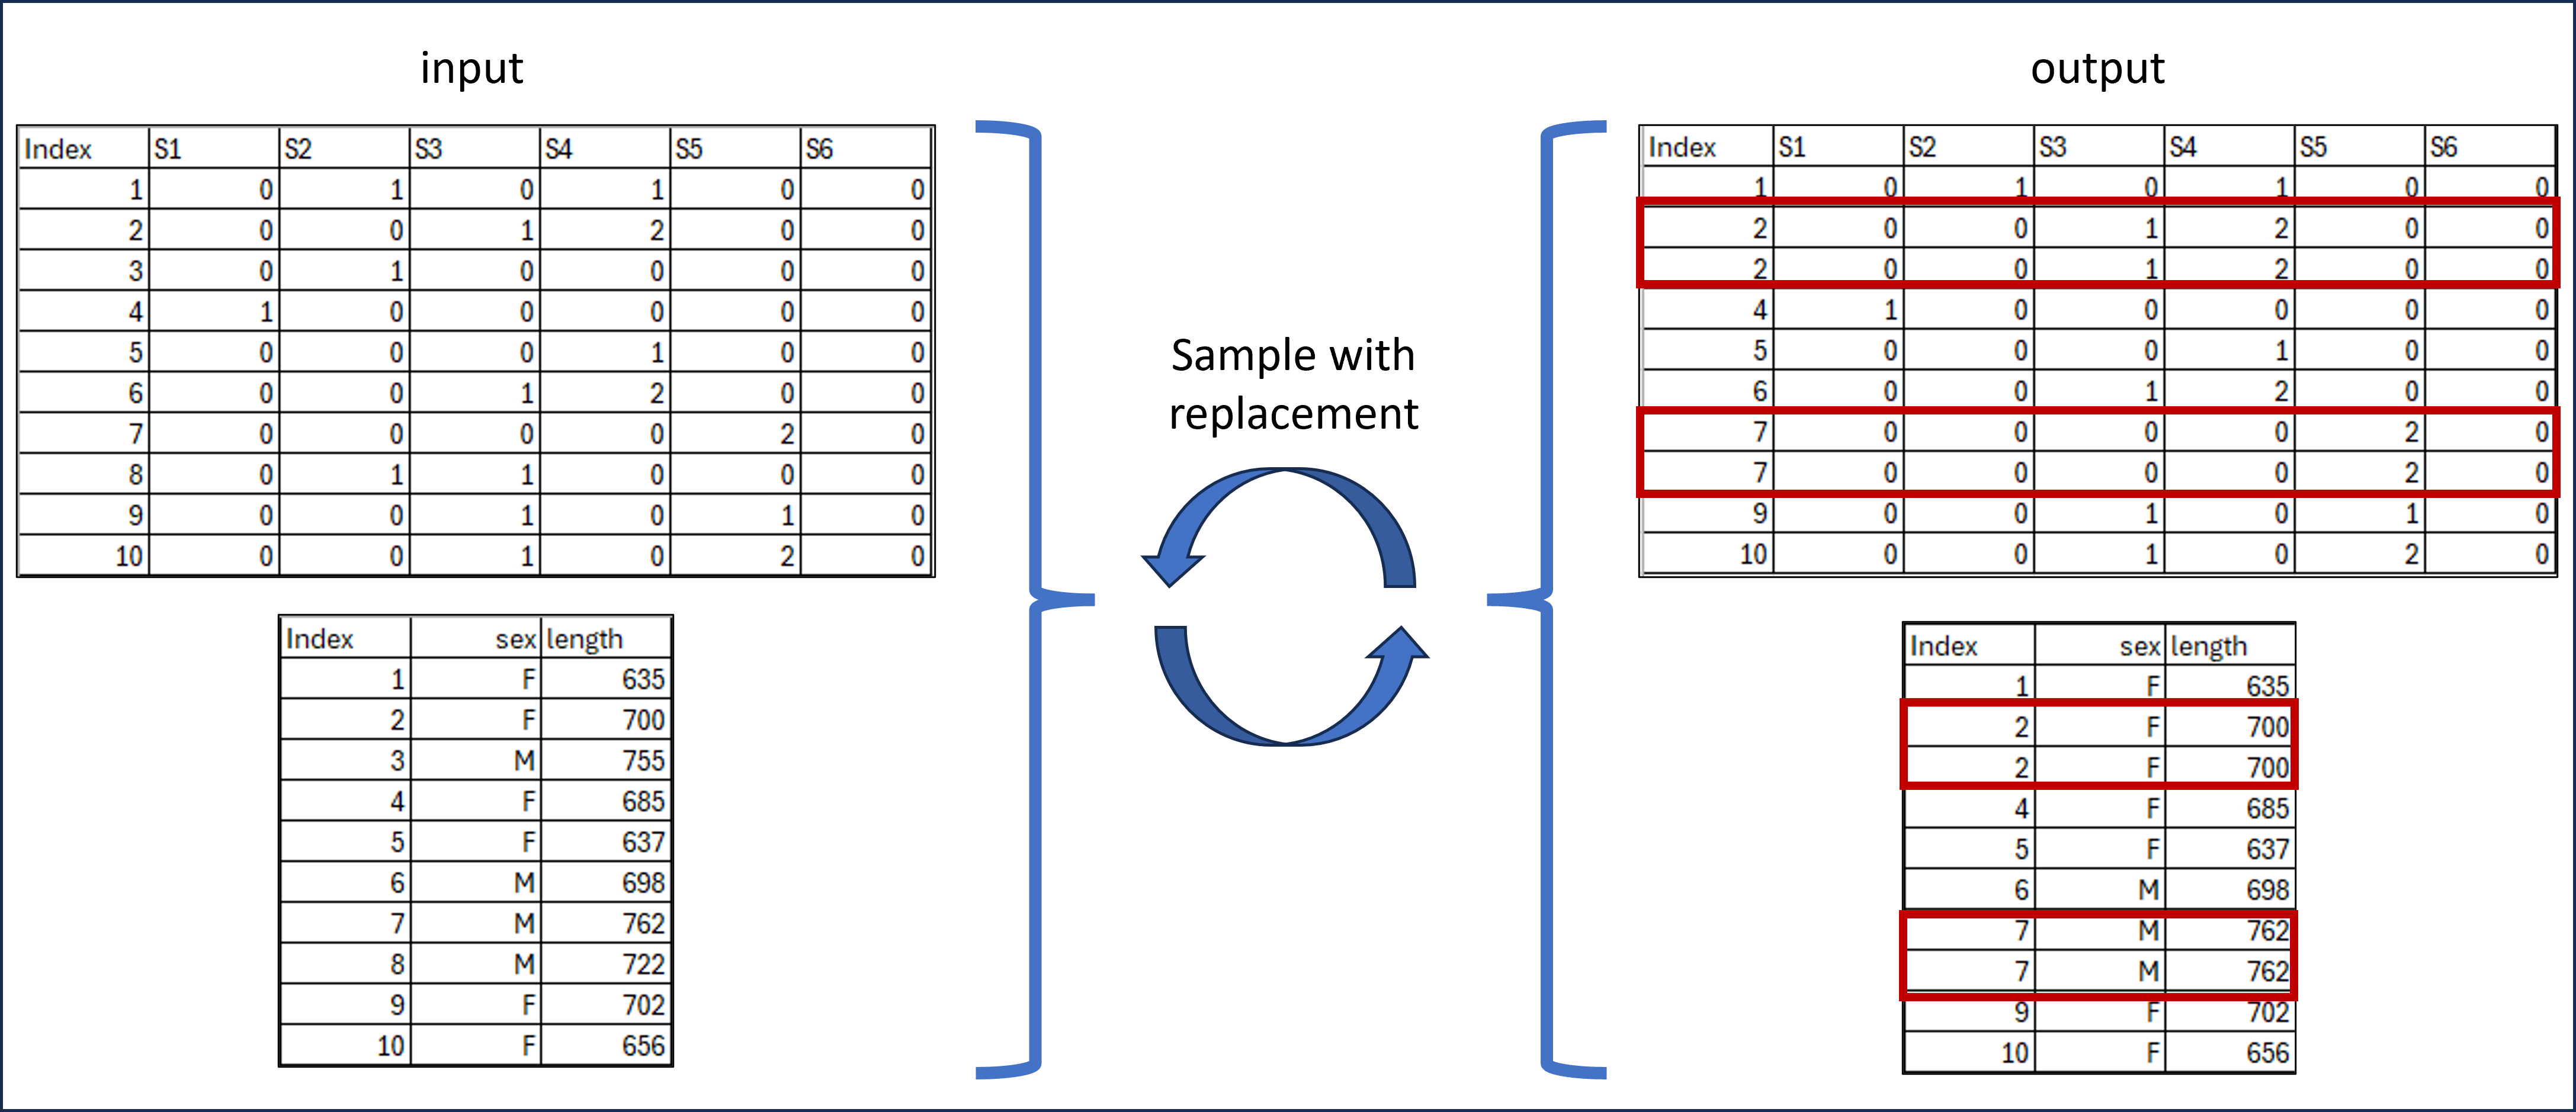 input
Index S1 S2 S3 S4 S5 S6
1 0 1 0 1 0 0
2 0 0 1 2 0 0
3 0 1 0 0 0 0
4 1 0 0 0 0 0
5 0 0 0 1 0 0
6 0 0 1 2 0 0
7 0 0 0 0 2 0
8 0 1 1 0 0 0
9 0 0 1 0 1 0
10 0 0 1 0 2 0
Index sex length
1 F 635
2 F 700
3 M 755
4 F 685
5 F 637
6 M 698
7 M 762
8 M 722
9 F 702
10 F 656
Sample with
replacement
output
Index S1 S2 S3 S4 S5 S6
1 0 1 0 1 0 0
2 0 0 1 2 0 0
2 0 0 1 2 0 0
4 1 0 0 0 0 0
5 0 0 0 1 0 0
6 0 0 1 2 0 0
7 0 0 0 0 2 0
7 0 0 0 0 2 0
9 0 0 1 0 1 0
10 0 0 1 0 2 0
Index sex length
1 F 635
2 F 700
2 F 700
4 F 685
5 F 637
6 M 698
7 M 762
7 M 762
9 F 702
10 F 656